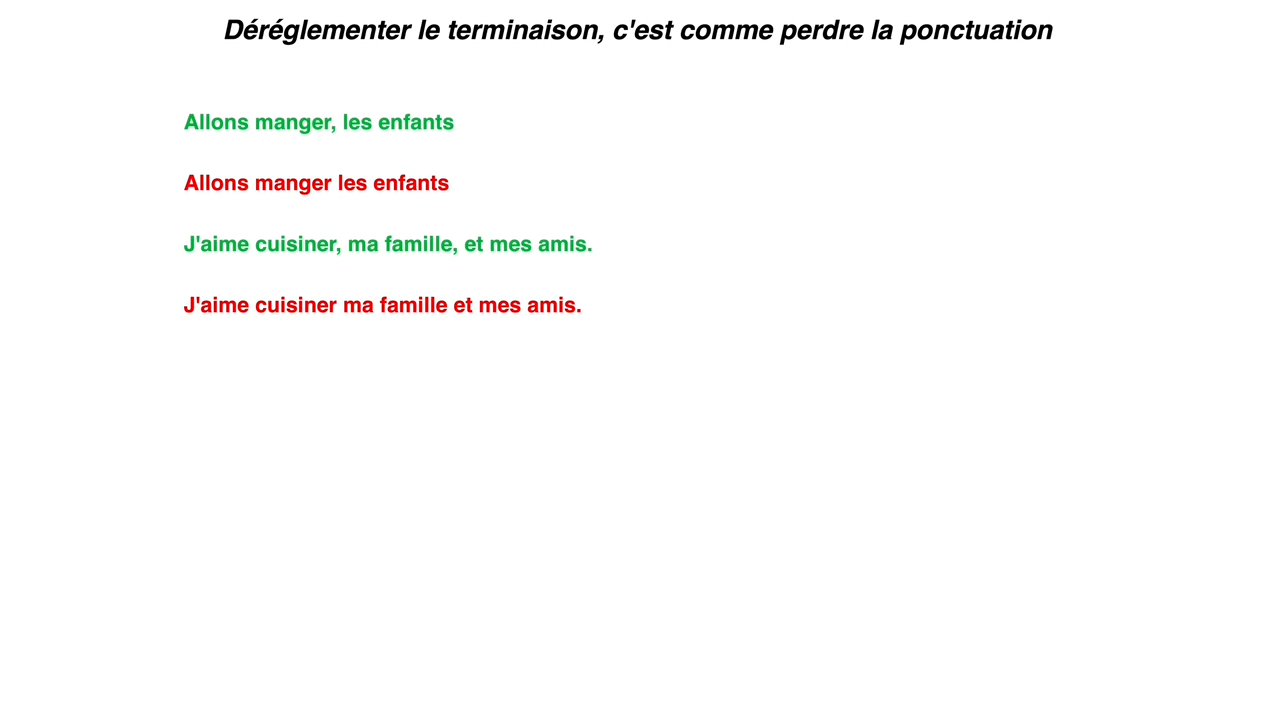 Déréglementer le terminaison, c'est comme perdre la ponctuation
Allons manger, les enfants
Allons manger les enfants
J'aime cuisiner, ma famille, et mes amis.
J'aime cuisiner ma famille et mes amis.